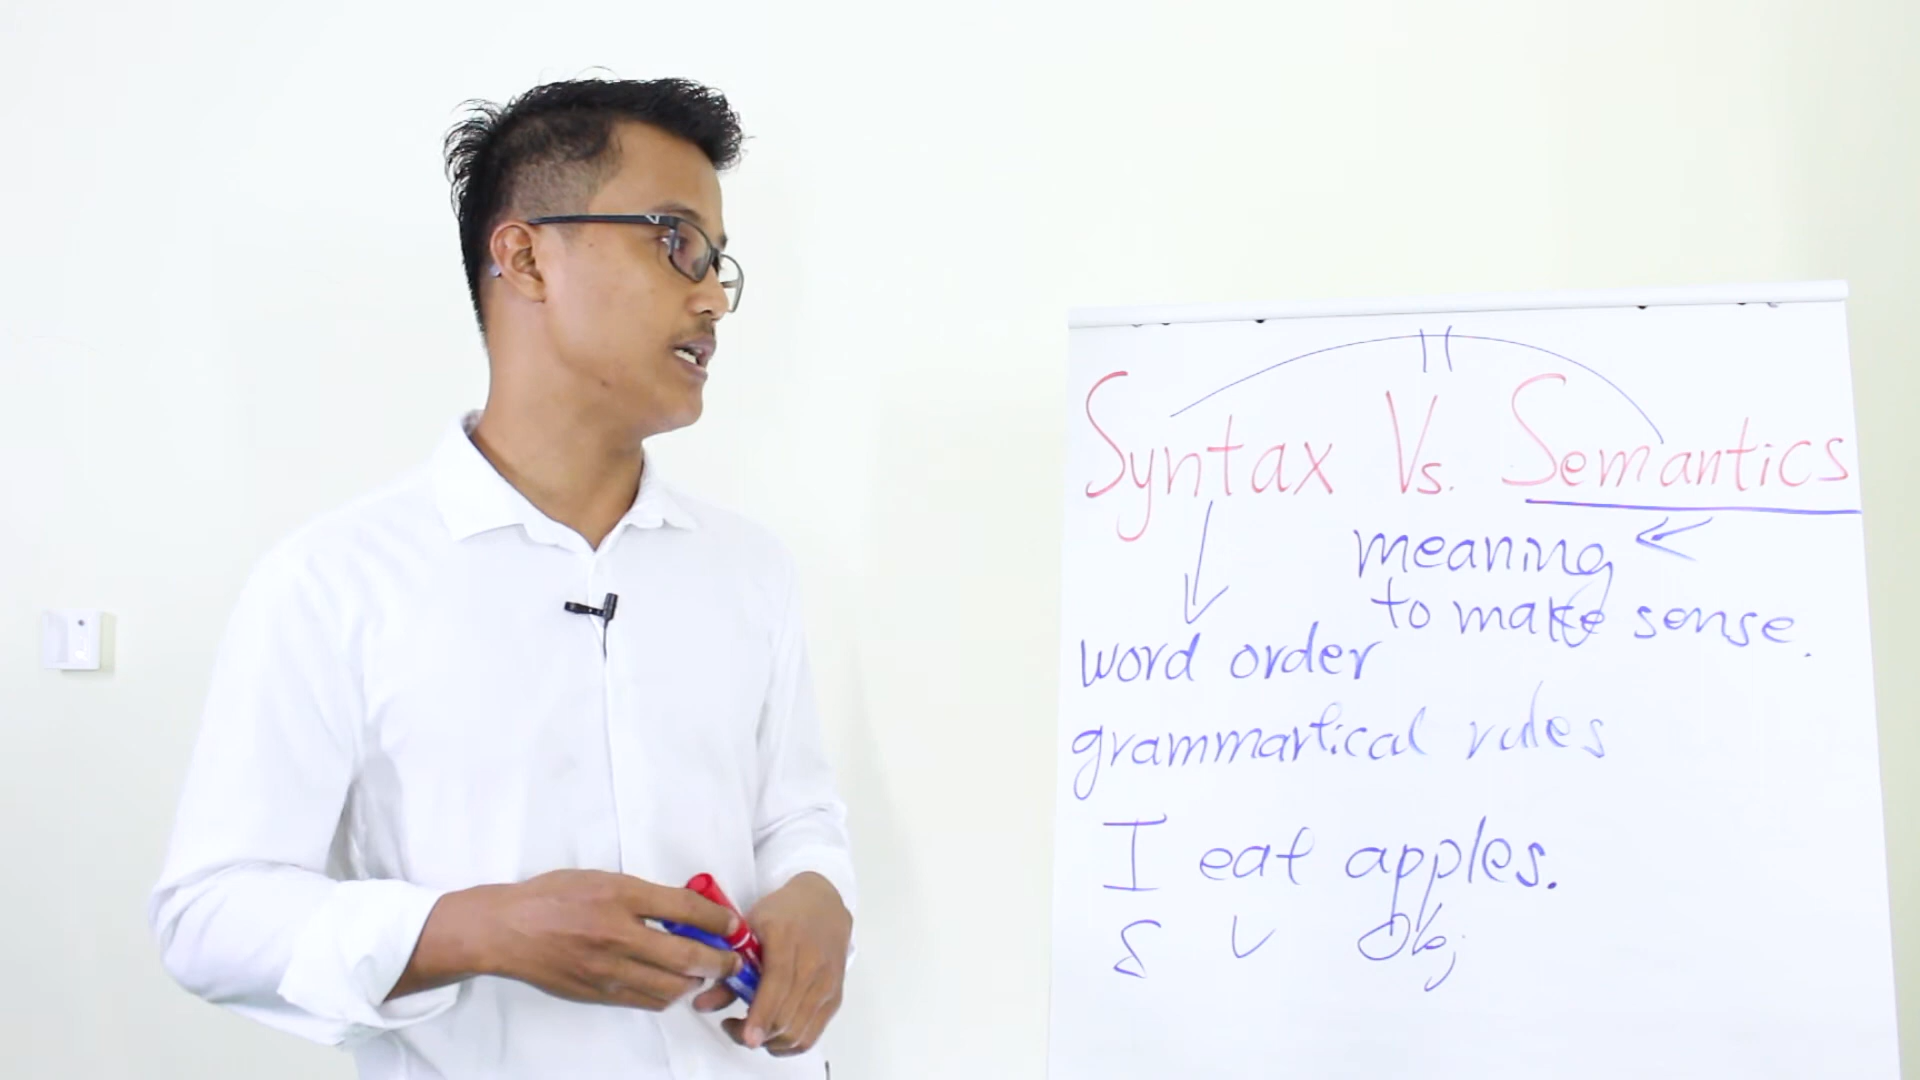 Syntax Vs. Semantics
meaning
to make sense.
word order
grammartical rules
I eat apples.
S V Obj